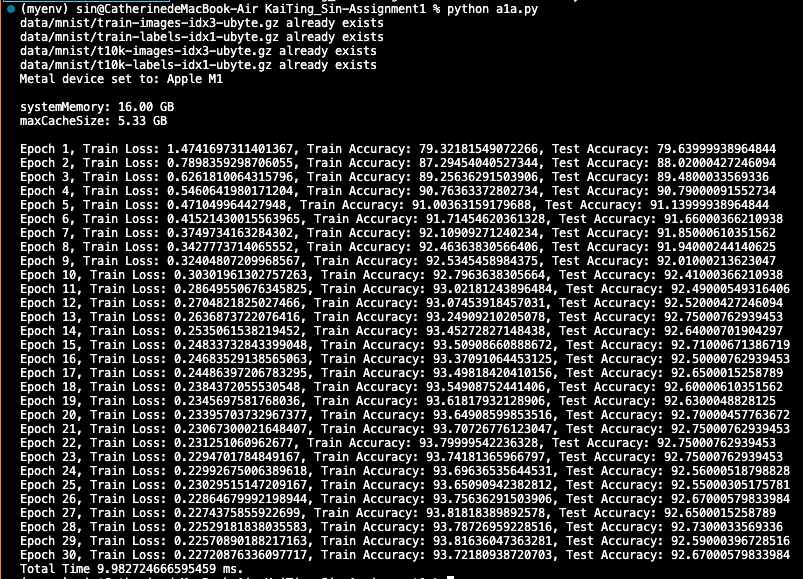 (myenv) sin@CatherinedeMacBook-Air KaiTing_Sin-Assignment1 % python a1a.py
data/mnist/train-images-idx3-ubyte.gz already exists
data/mnist/train-labels-idx1-ubyte.gz already exists
data/mnist/t10k-images-idx3-ubyte.gz already exists
data/mnist/t10k-labels-idx1-ubyte.gz already exists
Metal device set to: Apple M1
systemMemory: 16.00 GB
maxCacheSize: 5.33 GB
Epoch 1, Train Loss: 1.4741697311401367, Train Accuracy: 79.32181549072266, Test Accuracy: 79.63999938964844
Epoch 2, Train Loss: 0.7898359298706055, Train Accuracy: 87.29454040527344, Test Accuracy: 88.02000427246094
Epoch 3, Train Loss: 0.6261810064315796, Train Accuracy: 89.25636291503906, Test Accuracy: 89.4800033569336
Epoch 4, Train Loss: 0.5460641980171204, Train Accuracy: 90.76363372802734, Test Accuracy: 90.79000091552734
Epoch 5, Train Loss: 0.471049964427948, Train Accuracy: 91.00363159179688, Test Accuracy: 91.13999938964844
Epoch 6, Train Loss: 0.41521430015563965, Train Accuracy: 91.71454620361328, Test Accuracy: 91.66000366210938
Epoch 7, Train Loss: 0.3749734163284302, Train Accuracy: 92.10909271240234, Test Accuracy: 91.85000610351562
Epoch 8, Train Loss: 0.3427773714065552, Train Accuracy: 92.46363830566406, Test Accuracy: 91.94000244140625
Epoch 9, Train Loss: 0.32404807209968567, Train Accuracy: 92.5345458984375, Test Accuracy: 92.01000213623047
Epoch 10, Train Loss: 0.30301961302757263, Train Accuracy: 92.7963638305664, Test Accuracy: 92.41000366210938
Epoch 11, Train Loss: 0.28649550676345825, Train Accuracy: 93.02181243896484, Test Accuracy: 92.49000549316406
Epoch 12, Train Loss: 0.2704821825027466, Train Accuracy: 93.07453918457031, Test Accuracy: 92.52000427246094
Epoch 13, Train Loss: 0.2636873722076416, Train Accuracy: 93.24909210205078, Test Accuracy: 92.75000762939453
Epoch 14, Train Loss: 0.2535061538219452, Train Accuracy: 93.45272827148438, Test Accuracy: 92.64000701904297
Epoch 15, Train Loss: 0.24833732843399048, Train Accuracy: 93.50908660888672, Test Accuracy: 92.71000671386719
Epoch 16, Train Loss: 0.24683529138565063, Train Accuracy: 93.37091064453125, Test Accuracy: 92.50000762939453
Epoch 17, Train Loss: 0.24486397206783295, Train Accuracy: 93.49818420410156, Test Accuracy: 92.6500015258789
Epoch 18, Train Loss: 0.2384372055530548, Train Accuracy: 93.54908752441406, Test Accuracy: 92.60000610351562
Epoch 19, Train Loss: 0.2345697581768036, Train Accuracy: 93.61817932128906, Test Accuracy: 92.6300048828125
Epoch 20, Train Loss: 0.23395703732967377, Train Accuracy: 93.64908599853516, Test Accuracy: 92.70000457763672
Epoch 21, Train Loss: 0.23067300021648407, Train Accuracy: 93.70726776123047, Test Accuracy: 92.75000762939453
Epoch 22, Train Loss: 0.231251060962677, Train Accuracy: 93.79999542236328, Test Accuracy: 92.75000762939453
Epoch 23, Train Loss: 0.2294701784849167, Train Accuracy: 93.74181365966797, Test Accuracy: 92.75000762939453
Epoch 24, Train Loss: 0.22992675006389618, Train Accuracy: 93.69636535644531, Test Accuracy: 92.56000518798828
Epoch 25, Train Loss: 0.23029515147209167, Train Accuracy: 93.65090942382812, Test Accuracy: 92.55000305175781
Epoch 26, Train Loss: 0.22864679992198944, Train Accuracy: 93.75636291503906, Test Accuracy: 92.67000579833984
Epoch 27, Train Loss: 0.2274375855922699, Train Accuracy: 93.81818389892578, Test Accuracy: 92.6500015258789
Epoch 28, Train Loss: 0.22529181838035583, Train Accuracy: 93.78726959228516, Test Accuracy: 92.7300033569336
Epoch 29, Train Loss: 0.22570890188217163, Train Accuracy: 93.81636047363281, Test Accuracy: 92.59000396728516
Epoch 30, Train Loss: 0.22720876336097717, Train Accuracy: 93.72180938720703, Test Accuracy: 92.67000579833984
Total Time 9.982724666595459 ms.